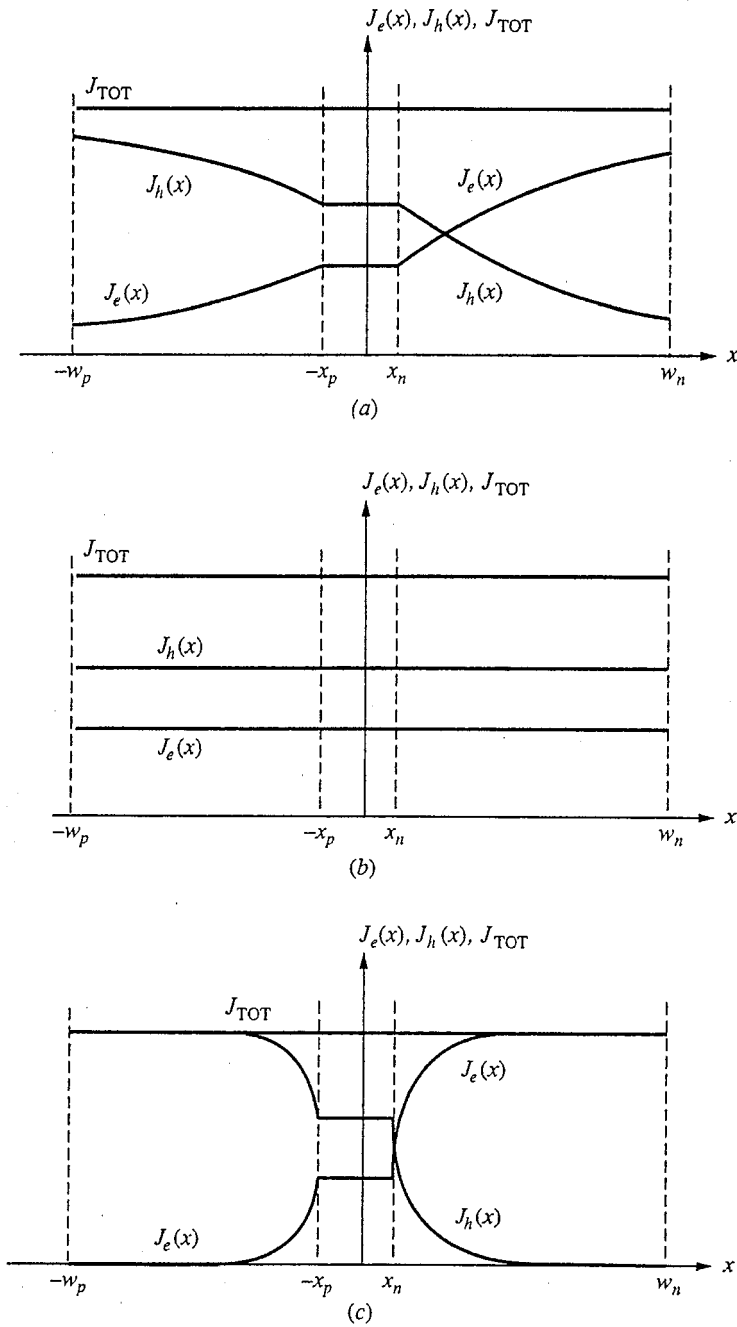 J_e(x), J_h(x), J_TOT
J_TOT
J_h(x)
J_e(x)
J_e(x)
J_h(x)
-w_p
-x_p
x_n
w_n
x
(a)
J_e(x), J_h(x), J_TOT
J_TOT
J_h(x)
J_e(x)
-w_p
-x_p
x_n
w_n
x
(b)
J_e(x), J_h(x), J_TOT
J_TOT
J_e(x)
J_e(x)
J_h(x)
-w_p
-x_p
x_n
w_n
x
(c)